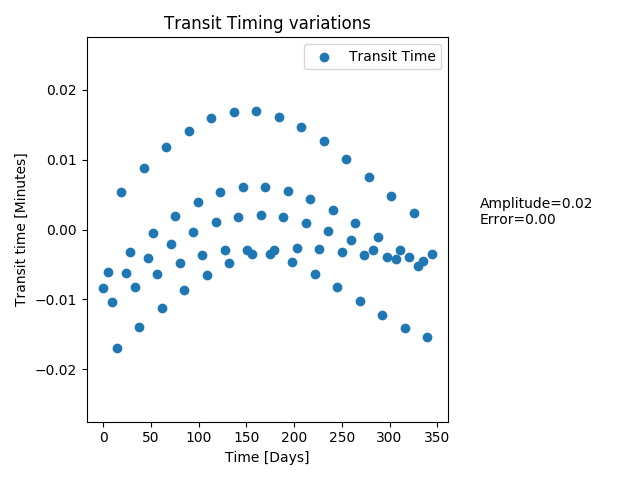 Transit Timing variations
Transit Time
Transit time [Minutes]
0.02
0.01
0.00
−0.01
−0.02
0 50 100 150 200 250 300 350
Time [Days]
Amplitude=0.02
Error=0.00